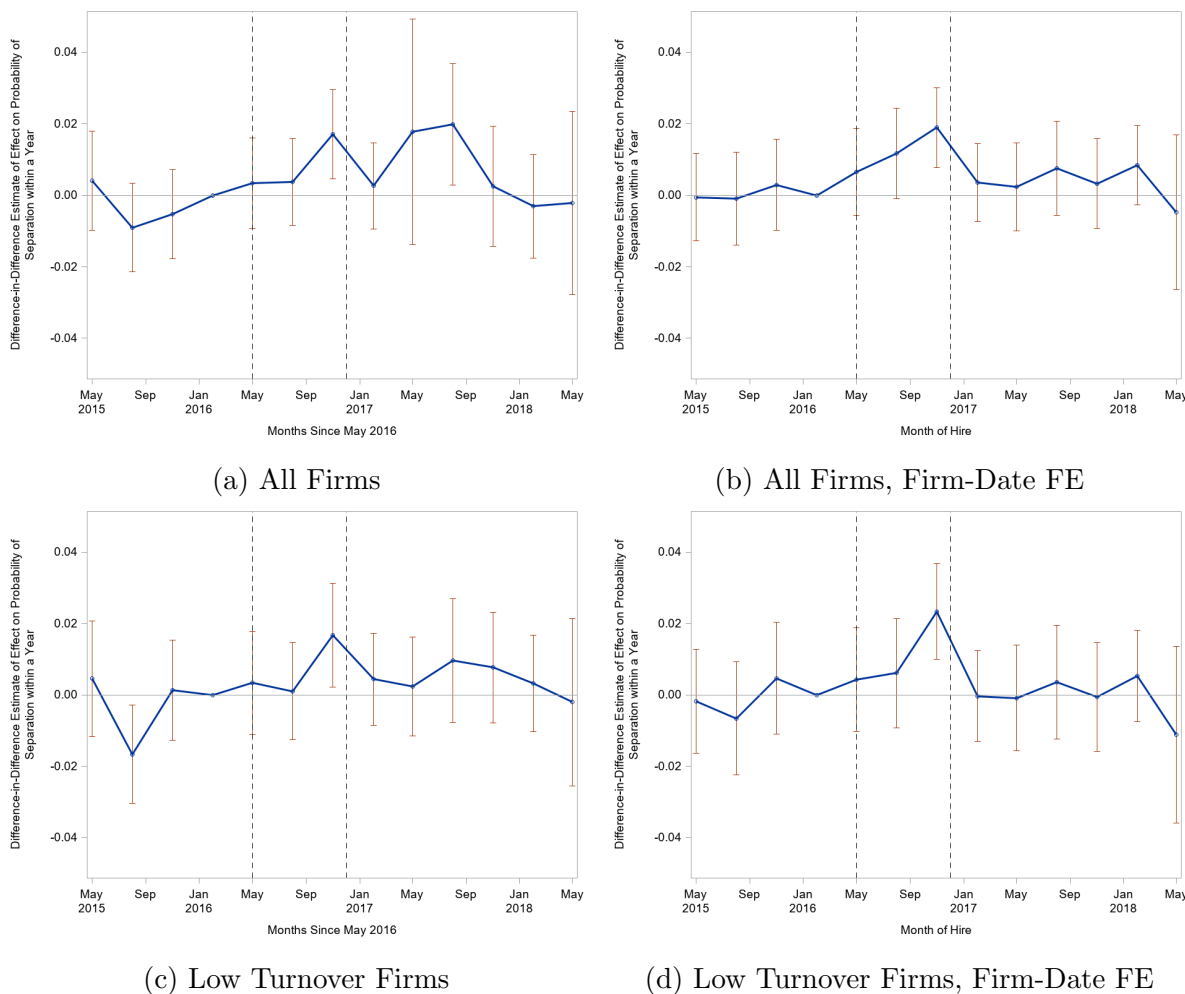 Difference-in-Difference Estimate of Effect on Probability of
Separation within a Year
0.04
0.02
0.00
-0.02
-0.04
May Sep Jan May Sep Jan May Sep Jan May
2015 2016 2017 2018
Months Since May 2016
(a) All Firms
Difference-in-Difference Estimate of Effect on Probability of
Separation within a Year
0.04
0.02
0.00
-0.02
-0.04
May Sep Jan May Sep Jan May Sep Jan May
2015 2016 2017 2018
Month of Hire
(b) All Firms, Firm-Date FE
Difference-in-Difference Estimate of Effect on Probability of
Separation within a Year
0.04
0.02
0.00
-0.02
-0.04
May Sep Jan May Sep Jan May Sep Jan May
2015 2016 2017 2018
Months Since May 2016
(c) Low Turnover Firms
Difference-in-Difference Estimate of Effect on Probability of
Separation within a Year
0.04
0.02
0.00
-0.02
-0.04
May Sep Jan May Sep Jan May Sep Jan May
2015 2016 2017 2018
Month of Hire
(d) Low Turnover Firms, Firm-Date FE